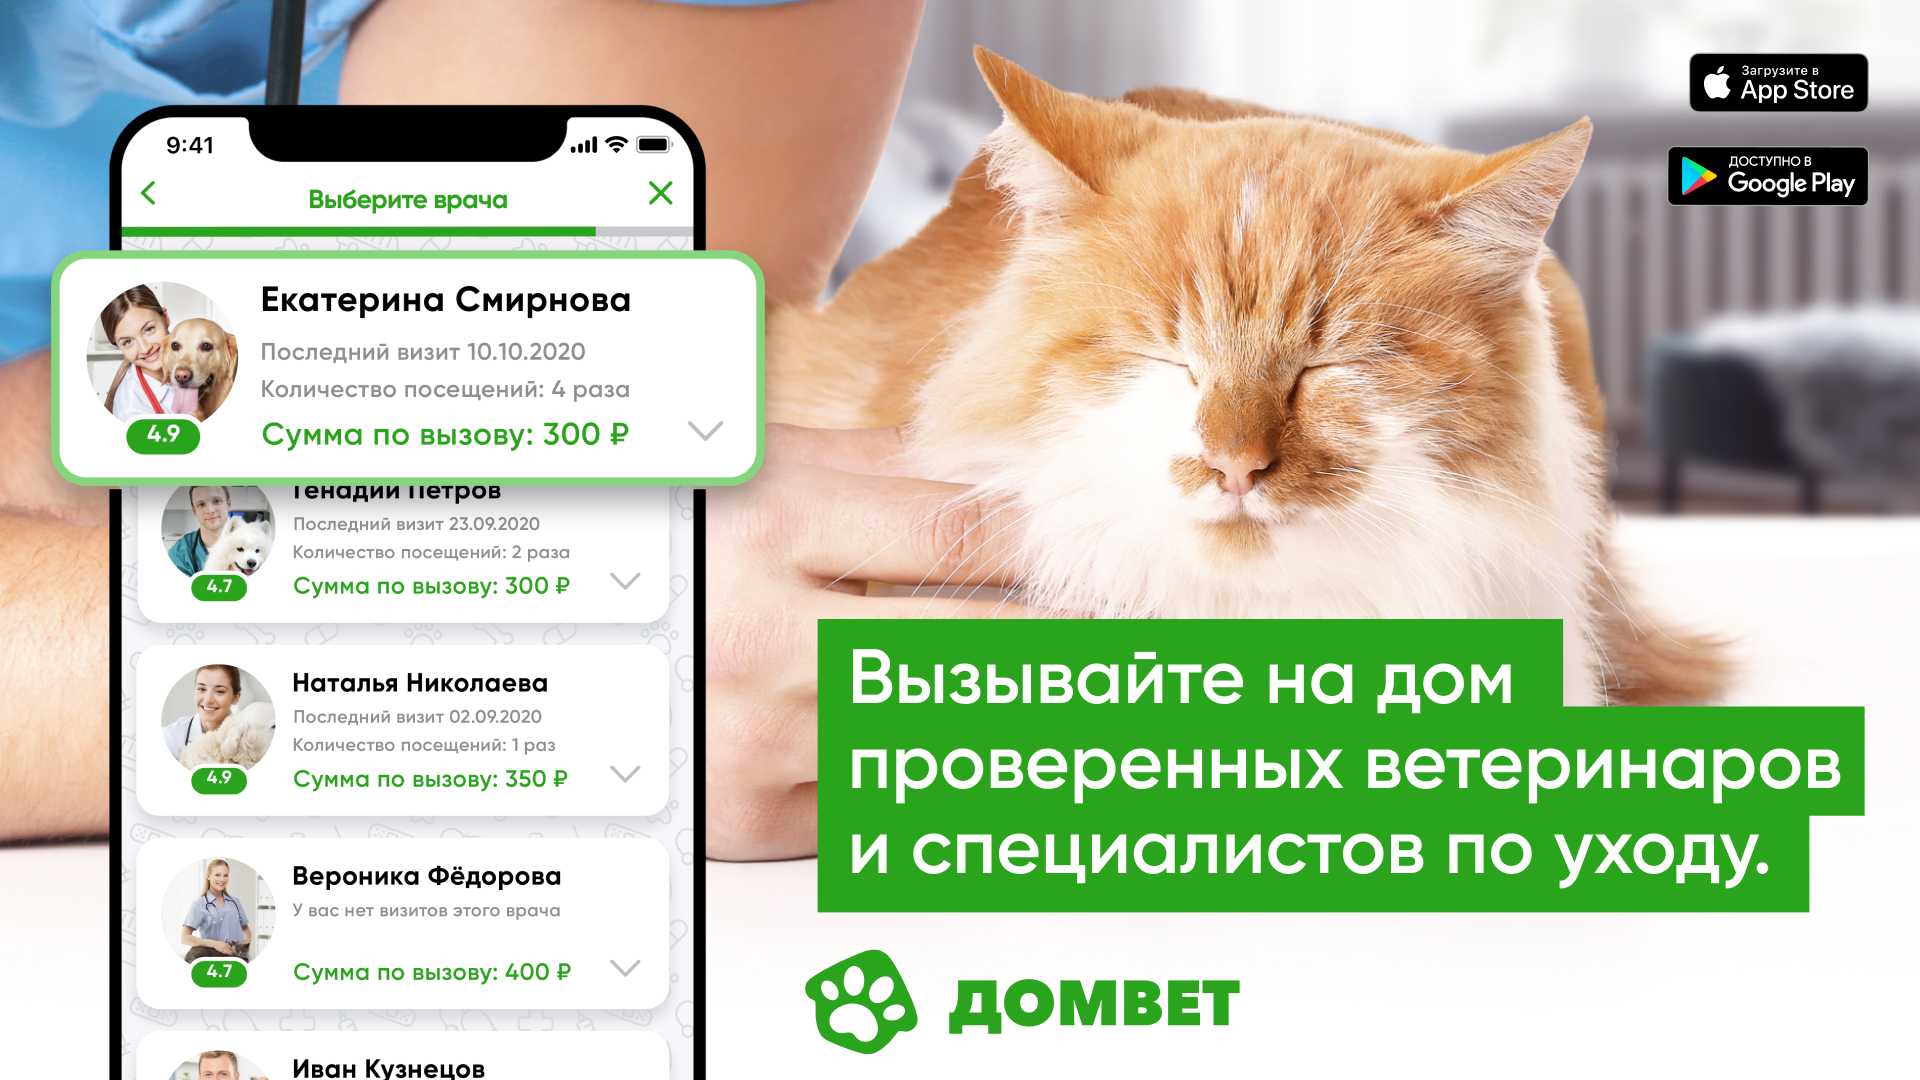 9:41
Выберите врача
Екатерина Смирнова
Последний визит 10.10.2020
Количество посещений: 4 раза
4.9
Сумма по вызову: 300 ₽
Генадий Петров
Последний визит 23.09.2020
Количество посещений: 2 раза
4.7
Сумма по вызову: 300 ₽
Наталья Николаева
Последний визит 02.09.2020
Количество посещений: 1 раз
4.9
Сумма по вызову: 350 ₽
Вероника Фёдорова
У вас нет визитов этого врача
4.7
Сумма по вызову: 400 ₽
Иван Кузнецов
Загрузите в
App Store
ДОСТУПНО В
Google Play
Вызывайте на дом
проверенных ветеринаров
и специалистов по уходу.
ДОМВЕТ